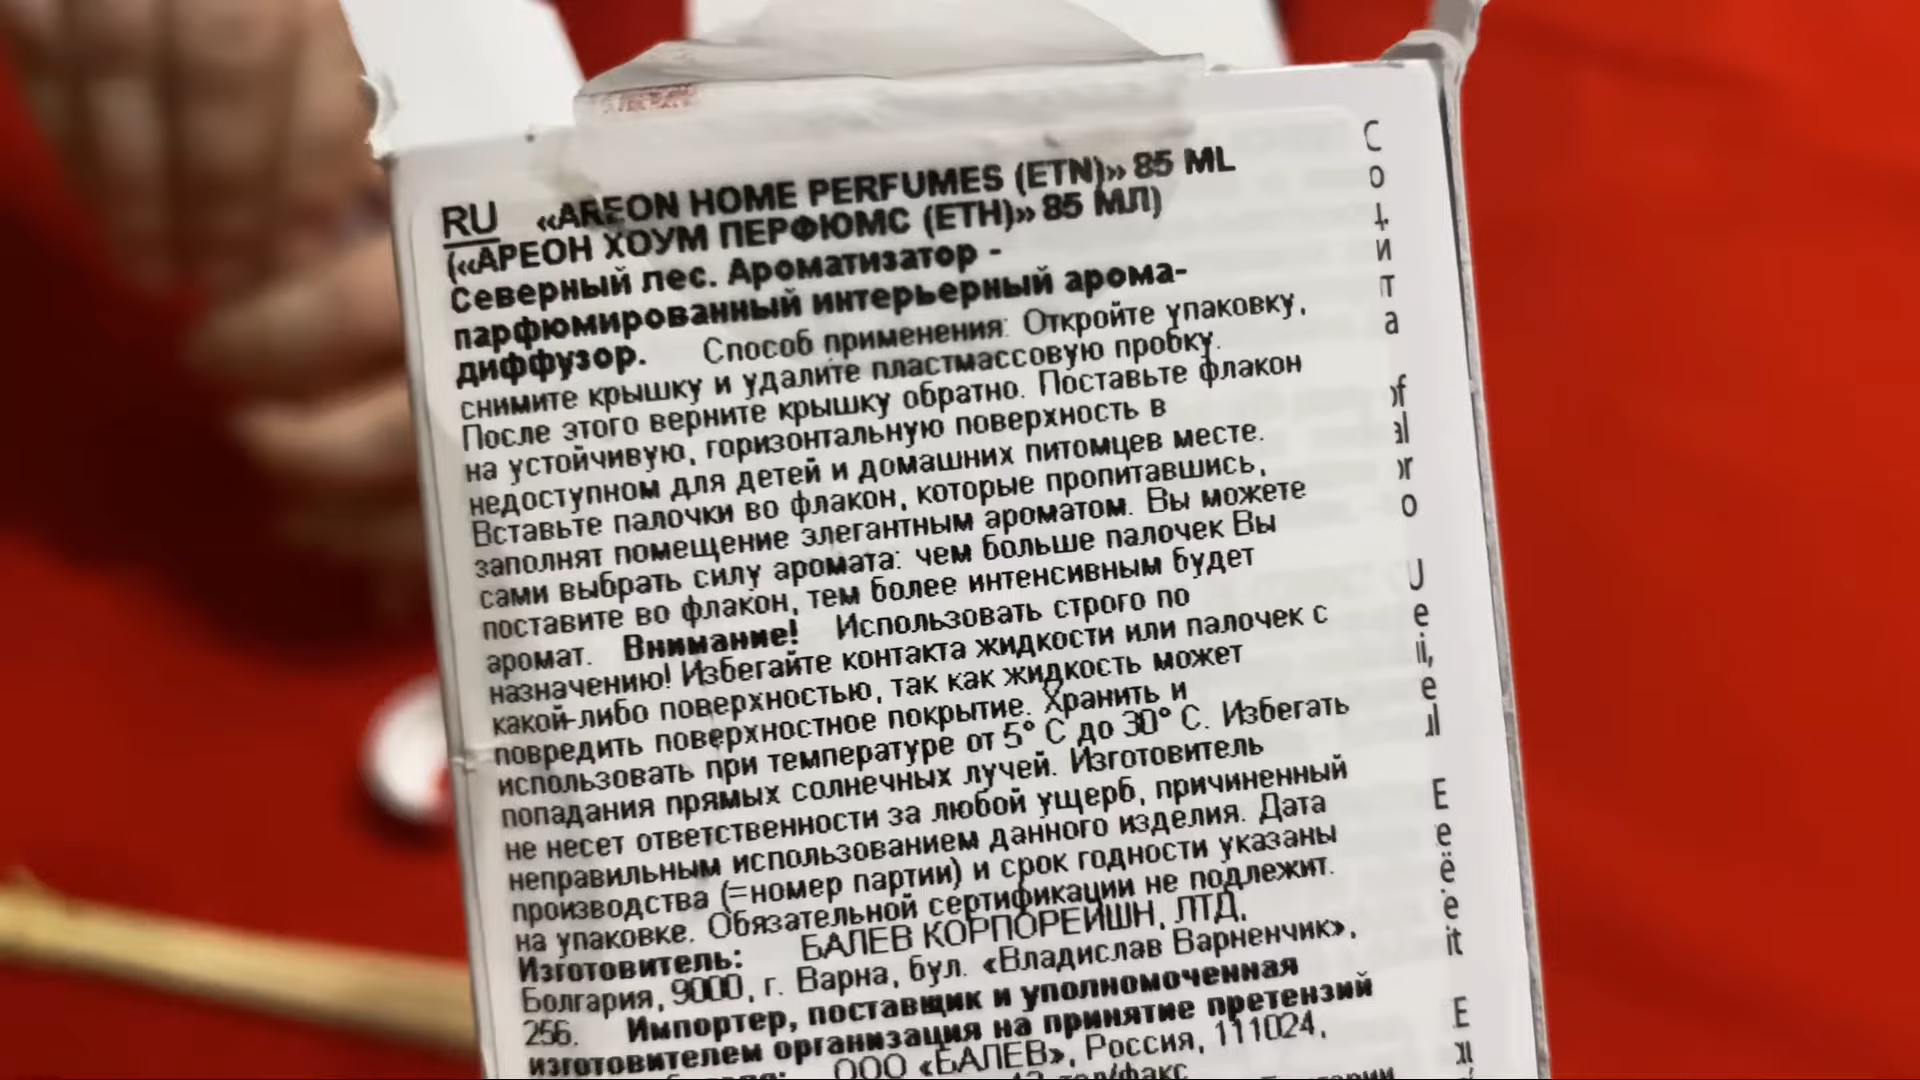 RU «AREON HOME PERFUMES (ETN)» 85 ML
(«АРЕОН ХОУМ ПЕРФЮМС (ЕТН)» 85 МЛ)
Северный лес. Ароматизатор -
парфюмированный интерьерный арома-
диффузор. Способ применения: Откройте упаковку,
снимите крышку и удалите пластмассовую пробку.
После этого верните крышку обратно. Поставьте флакон
на устойчивую, горизонтальную поверхность в
недоступном для детей и домашних питомцев месте.
Вставьте палочки во флакон, которые пропитавшись,
заполнят помещение элегантным ароматом. Вы можете
сами выбрать силу аромата: чем больше палочек Вы
поставите во флакон, тем более интенсивным будет
аромат. Внимание! Использовать строго по
назначению! Избегайте контакта жидкости или палочек с
какой-либо поверхностью, так как жидкость может
повредить поверхностное покрытие. Хранить и
использовать при температуре от 5° С до 30° С. Избегать
попадания прямых солнечных лучей. Изготовитель
не несет ответственности за любой ущерб, причиненный
неправильным использованием данного изделия. Дата
производства (=номер партии) и срок годности указаны
на упаковке. Обязательной сертификации не подлежит.
Изготовитель: БАЛЕВ КОРПОРЕЙШН, ЛТД,
Болгария, 9000, г. Варна, бул. «Владислав Варненчик»,
256. Импортер, поставщик и уполномоченная
изготовителем организация на принятие претензий
ООО «БАЛЕВ», Россия, 111024,
тел/факс